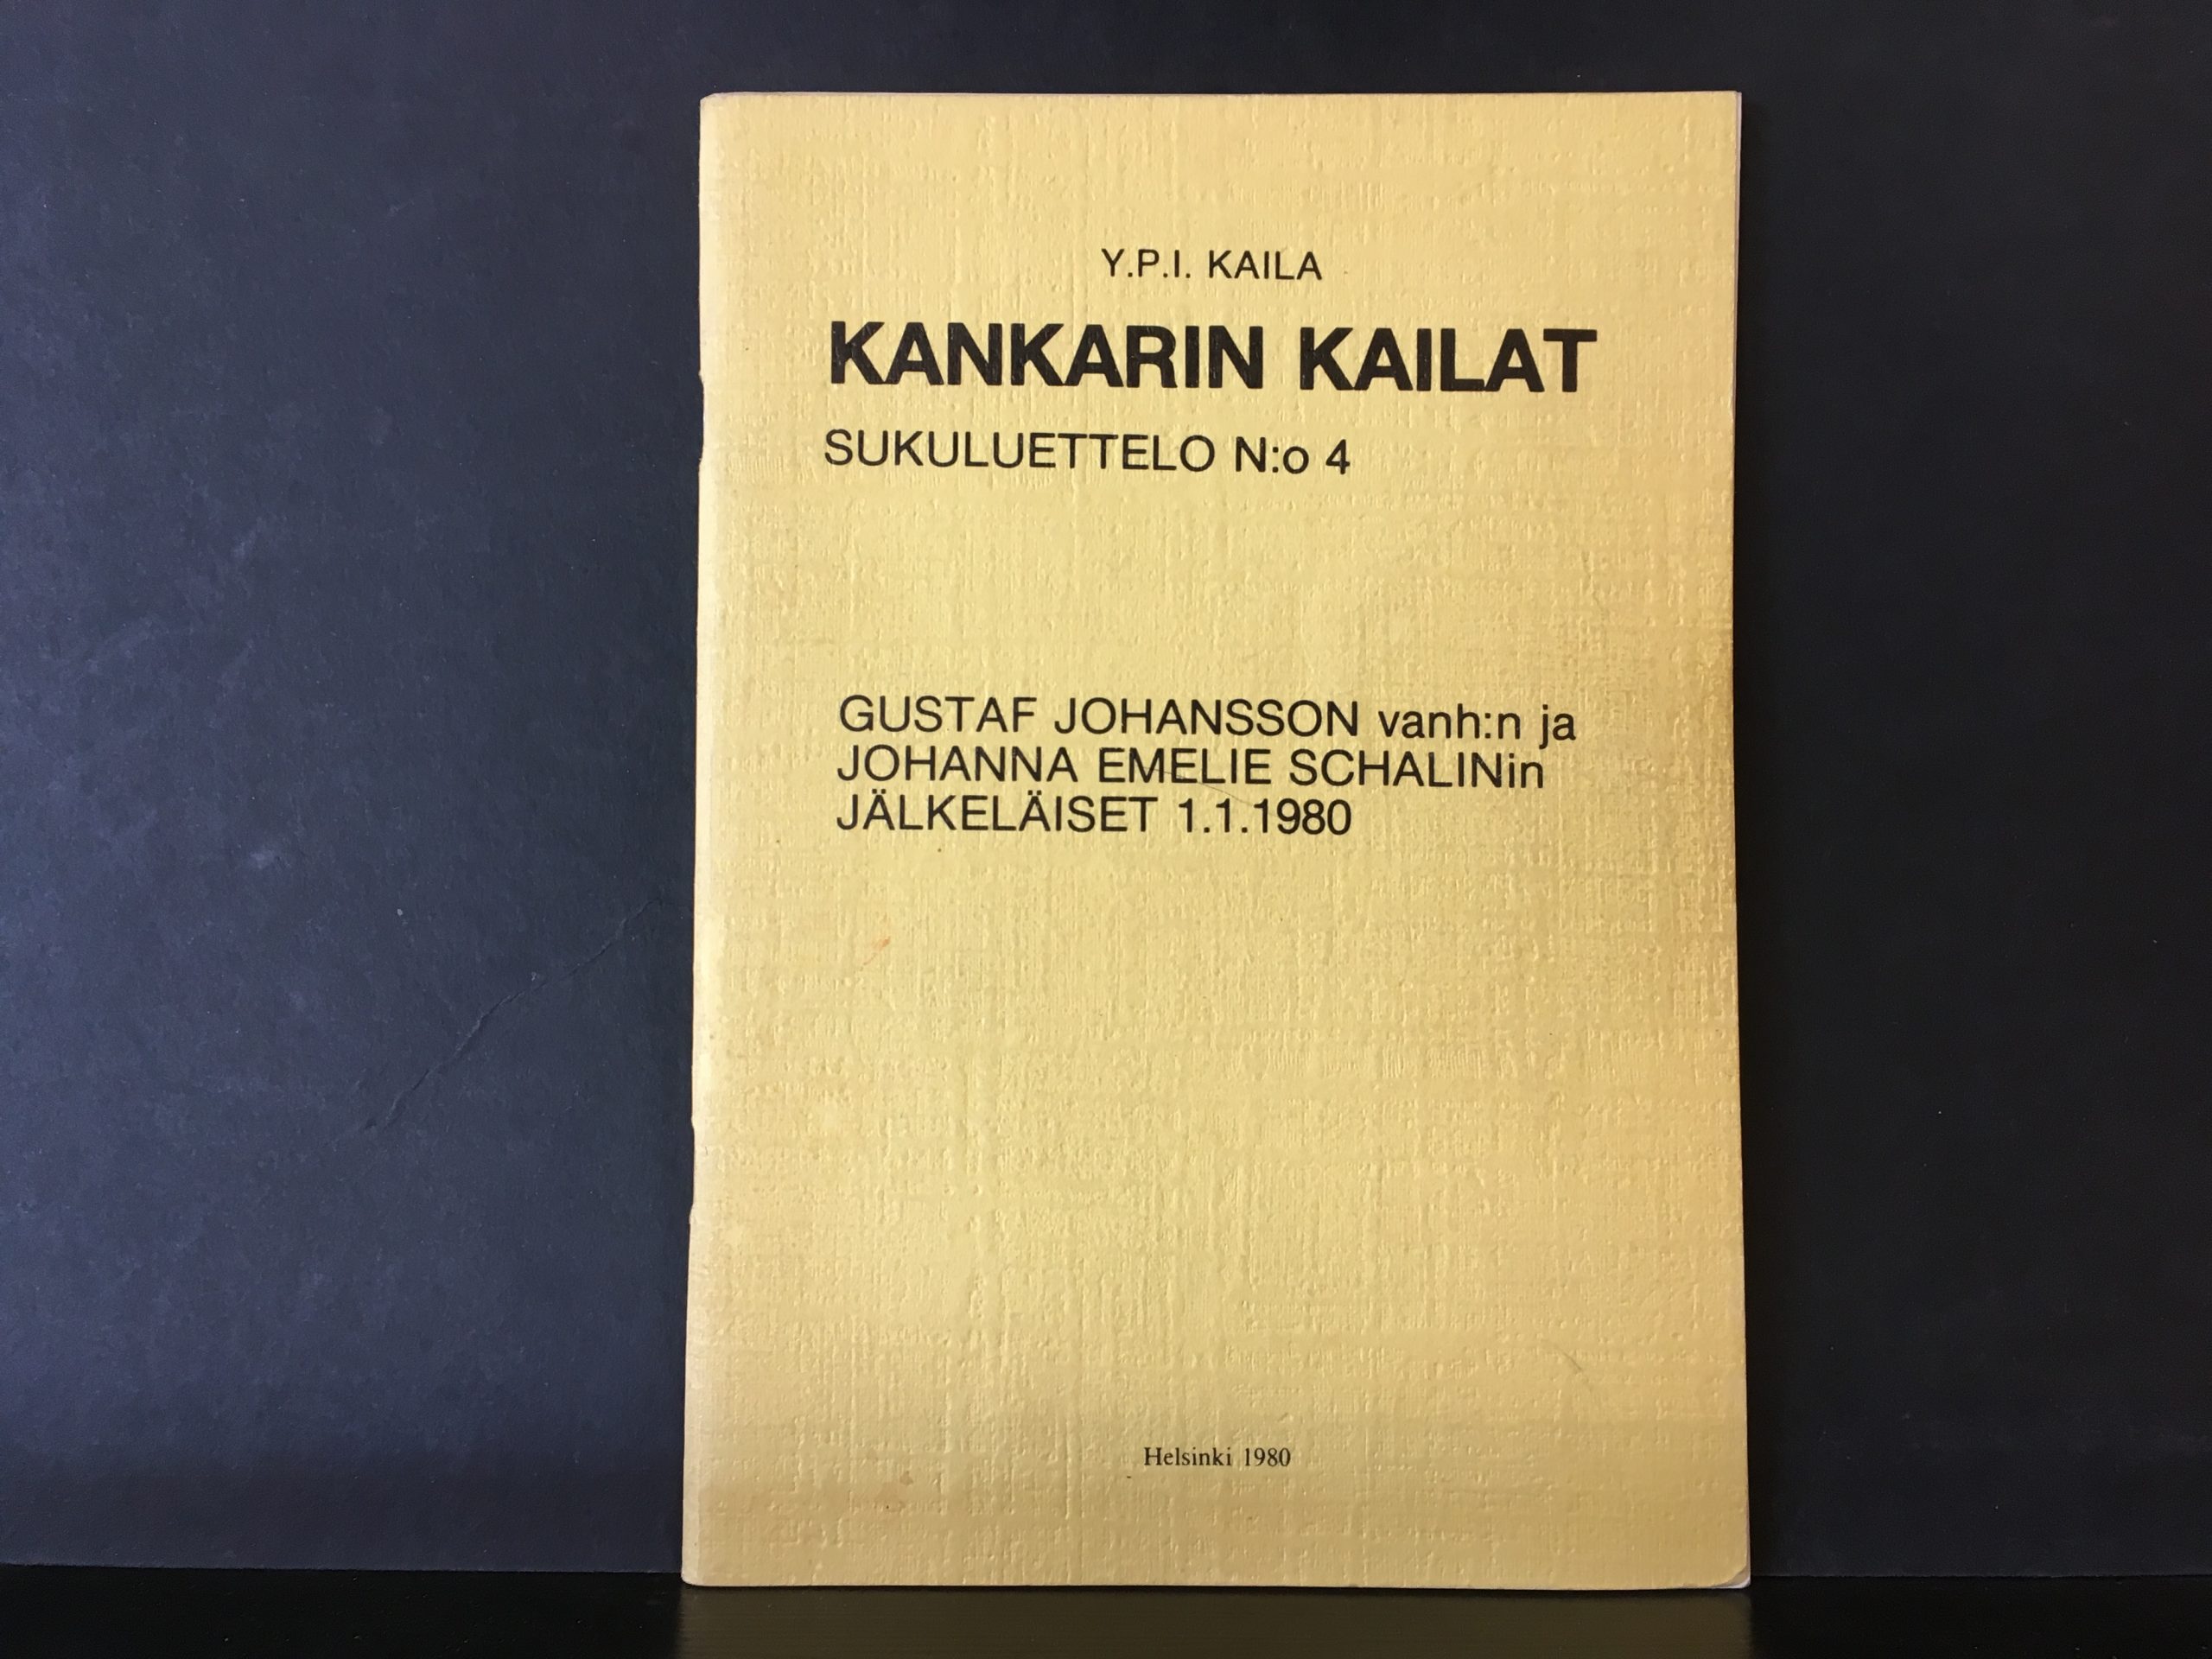 Y.P.I. KAILA
KANKARIN KAILAT
SUKULUETTELO N:o 4
GUSTAF JOHANSSON vanh:n ja
JOHANNA EMELIE SCHALINin
JÄLKELÄISET 1.1.1980
Helsinki 1980